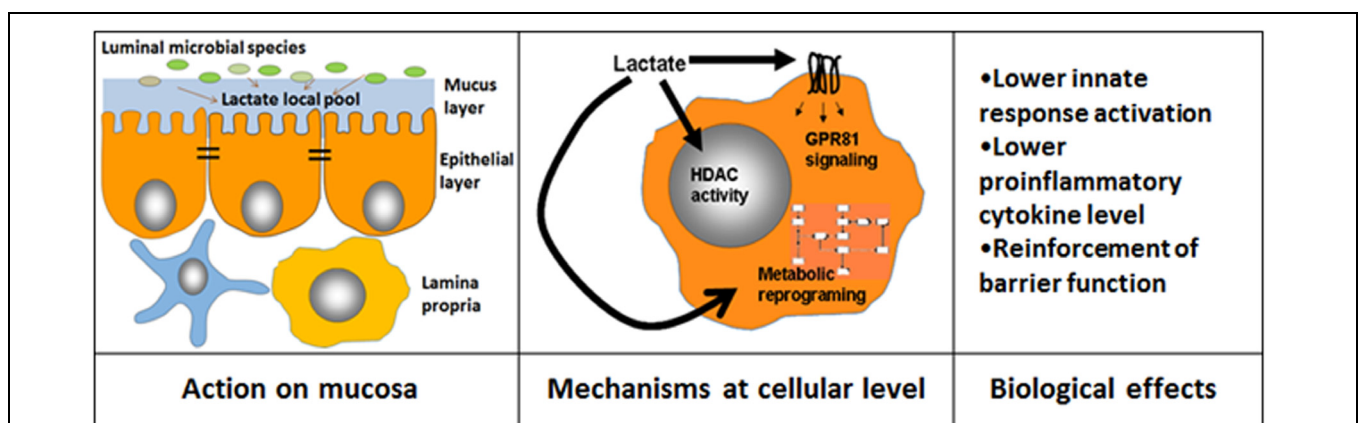 Luminal microbial species
Lactate local pool
Mucus
layer
Epithelial
layer
Lamina
propria
Action on mucosa
Lactate
GPR81
signaling
HDAC
activity
Metabolic
reprograming
Mechanisms at cellular level
•Lower innate
response activation
•Lower
proinflammatory
cytokine level
•Reinforcement of
barrier function
Biological effects